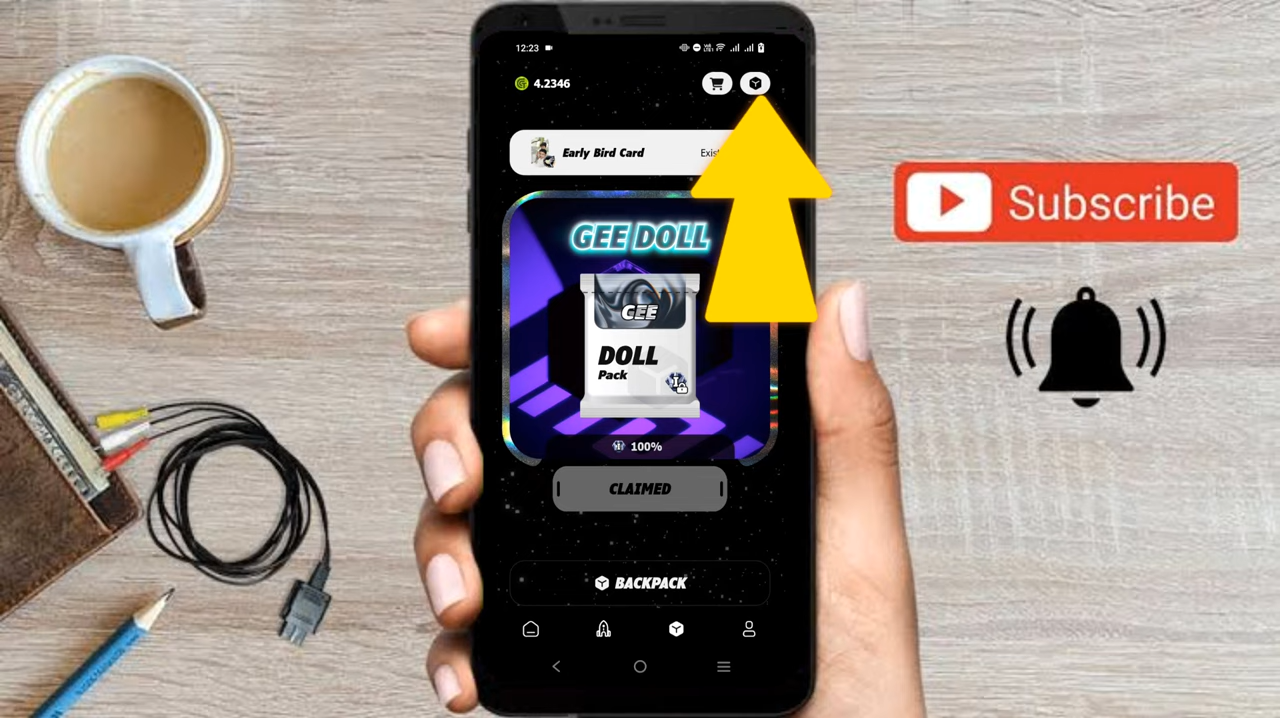 12:23
4.2346
Early Bird Card
Exist
GEE DOLL
GEE
DOLL
Pack
100%
CLAIMED
BACKPACK
Subscribe